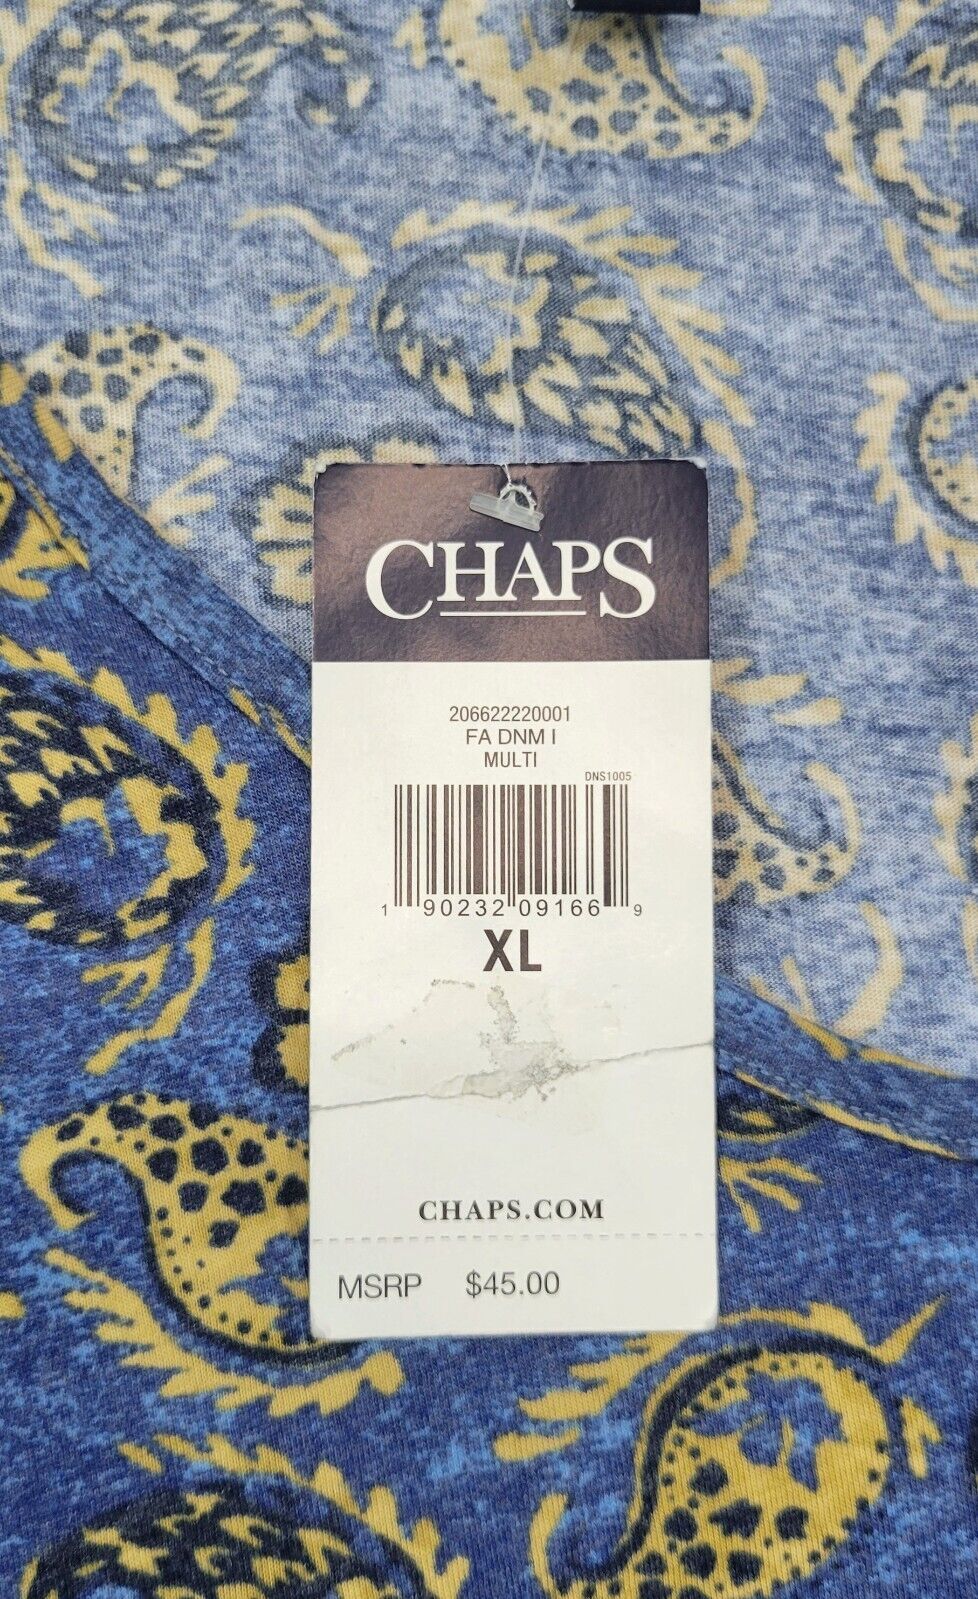 CHAPS
206622220001
FA DNM I
MULTI
DNS1005
1 90232 09166 9
XL
CHAPS.COM
MSRP $45.00